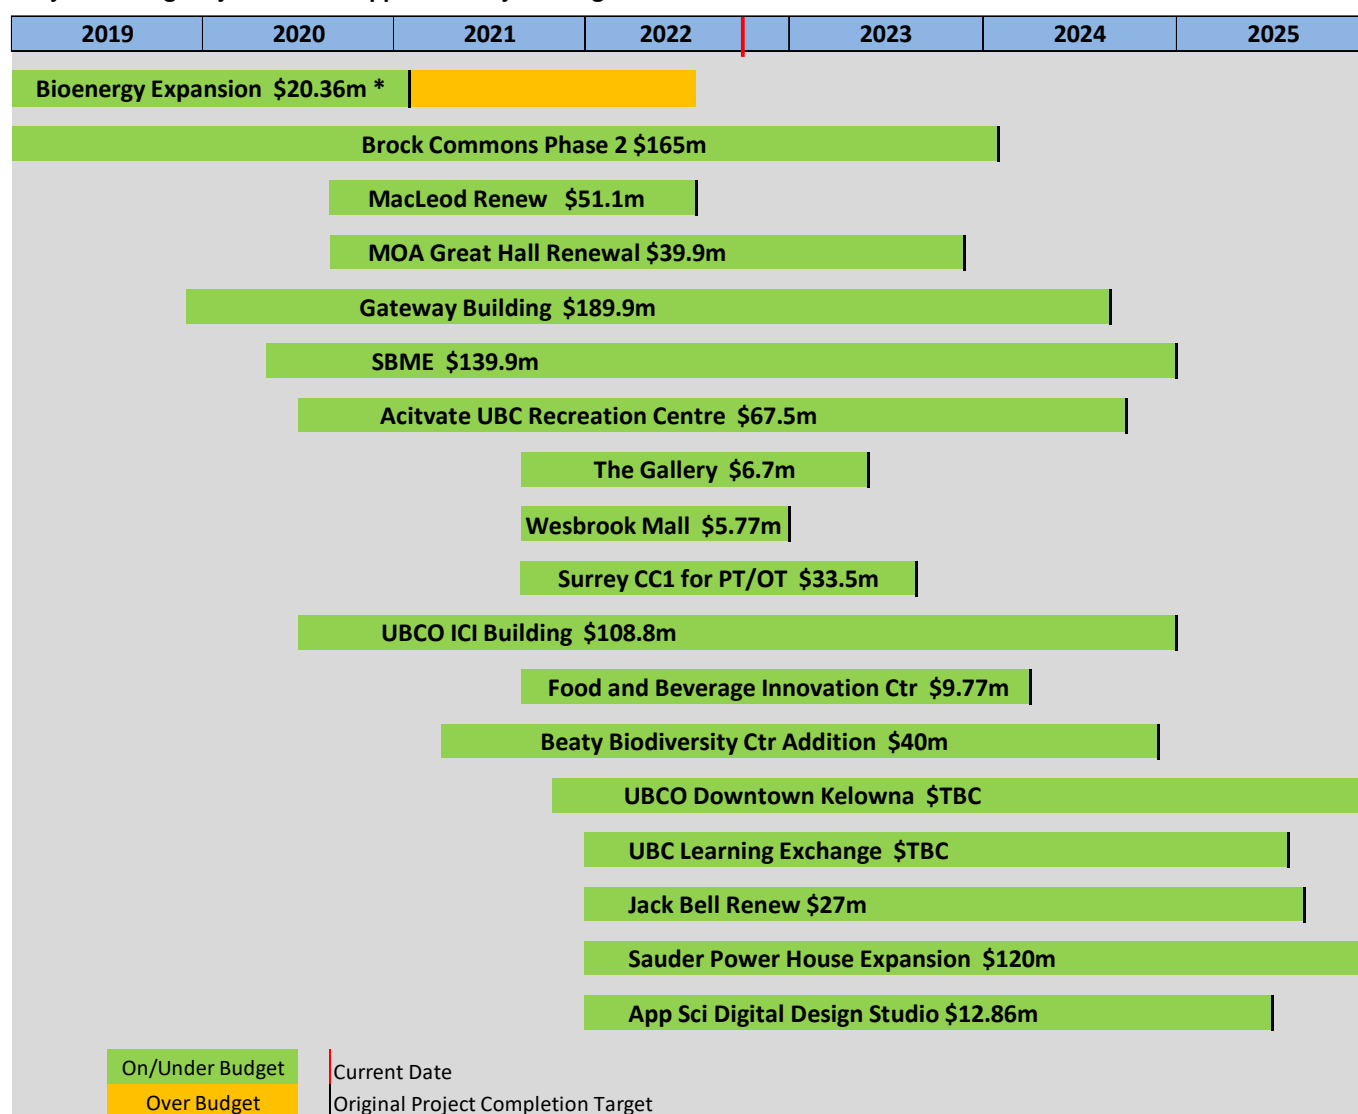 2019 2020 2021 2022 2023 2024 2025
Bioenergy Expansion $20.36m *
Brock Commons Phase 2 $165m
MacLeod Renew $51.1m
MOA Great Hall Renewal $39.9m
Gateway Building $189.9m
SBME $139.9m
Acitvate UBC Recreation Centre $67.5m
The Gallery $6.7m
Wesbrook Mall $5.77m
Surrey CC1 for PT/OT $33.5m
UBCO ICI Building $108.8m
Food and Beverage Innovation Ctr $9.77m
Beaty Biodiversity Ctr Addition $40m
UBCO Downtown Kelowna $TBC
UBC Learning Exchange $TBC
Jack Bell Renew $27m
Sauder Power House Expansion $120m
App Sci Digital Design Studio $12.86m
On/Under Budget Current Date
Over Budget Original Project Completion Target